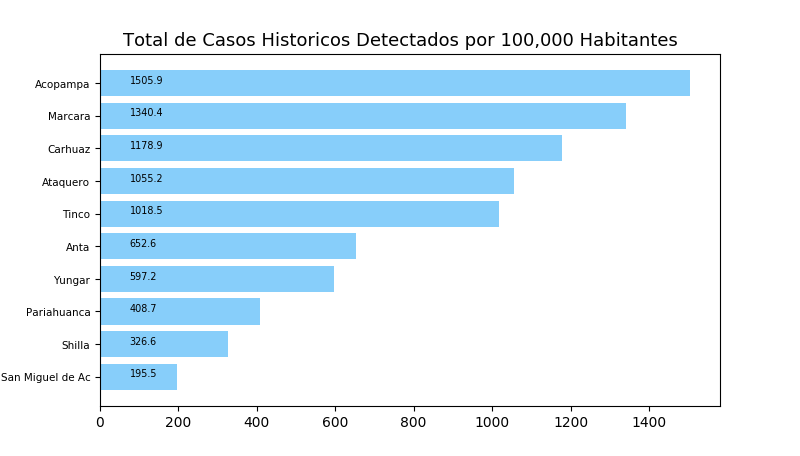 Total de Casos Historicos Detectados por 100,000 Habitantes
Acopampa 1505.9
Marcara 1340.4
Carhuaz 1178.9
Ataquero 1055.2
Tinco 1018.5
Anta 652.6
Yungar 597.2
Pariahuanca 408.7
Shilla 326.6
San Miguel de Ac 195.5
0 200 400 600 800 1000 1200 1400